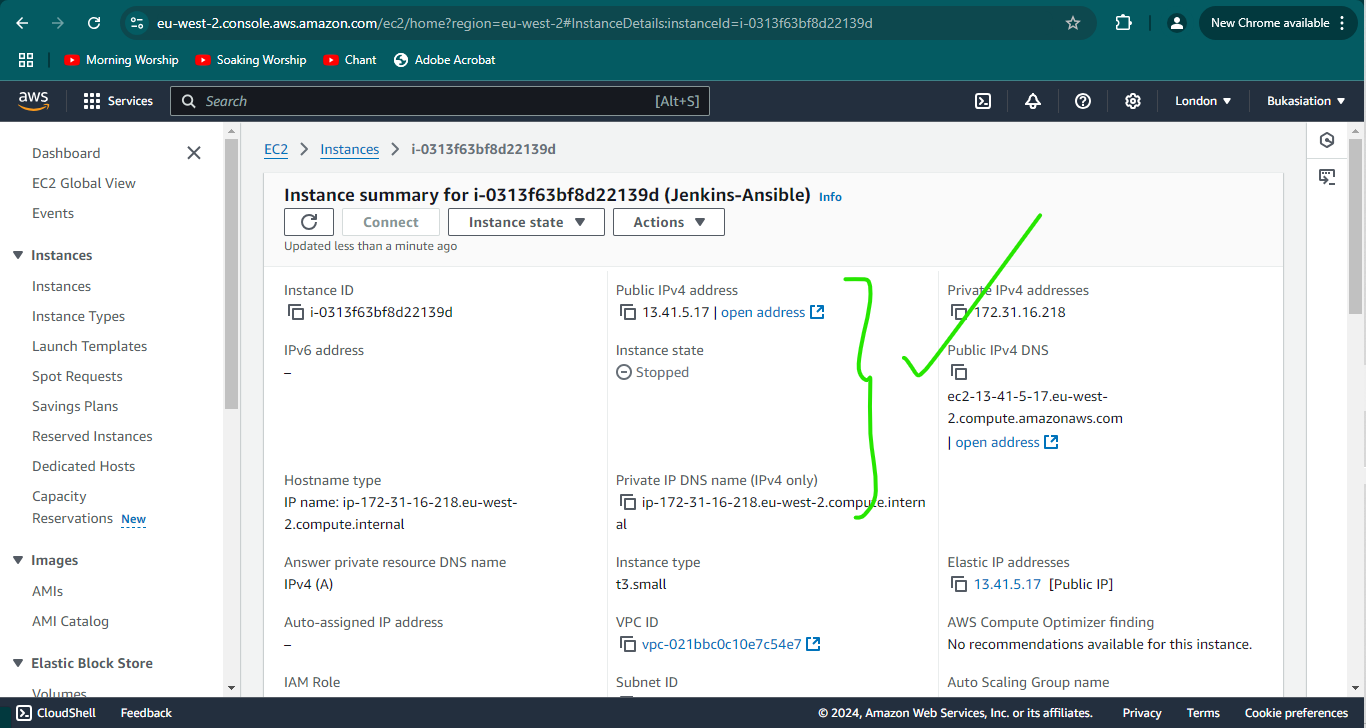 eu-west-2.console.aws.amazon.com/ec2/home?region=eu-west-2#InstanceDetails:instanceId=i-0313f63bf8d22139d
New Chrome available
Morning Worship
Soaking Worship
Chant
Adobe Acrobat
aws
Services
Search
[Alt+S]
London
Bukasiation
Dashboard
EC2 Global View
Events
Instances
Instances
Instance Types
Launch Templates
Spot Requests
Savings Plans
Reserved Instances
Dedicated Hosts
Capacity
Reservations New
Images
AMIs
AMI Catalog
Elastic Block Store
Volumes
EC2
Instances
i-0313f63bf8d22139d
Instance summary for i-0313f63bf8d22139d (Jenkins-Ansible) Info
Connect
Instance state
Actions
Updated less than a minute ago
Instance ID
i-0313f63bf8d22139d
Public IPv4 address
13.41.5.17 | open address
Private IPv4 addresses
172.31.16.218
IPv6 address
–
Instance state
Stopped
Public IPv4 DNS
ec2-13-41-5-17.eu-west-
2.compute.amazonaws.com
| open address
Hostname type
IP name: ip-172-31-16-218.eu-west-
2.compute.internal
Private IP DNS name (IPv4 only)
ip-172-31-16-218.eu-west-2.compute.intern
al
Answer private resource DNS name
IPv4 (A)
Instance type
t3.small
Elastic IP addresses
13.41.5.17 [Public IP]
Auto-assigned IP address
–
VPC ID
vpc-021bbc0c10e7c54e7
AWS Compute Optimizer finding
No recommendations available for this instance.
IAM Role
Subnet ID
Auto Scaling Group name
CloudShell
Feedback
© 2024, Amazon Web Services, Inc. or its affiliates.
Privacy
Terms
Cookie preferences